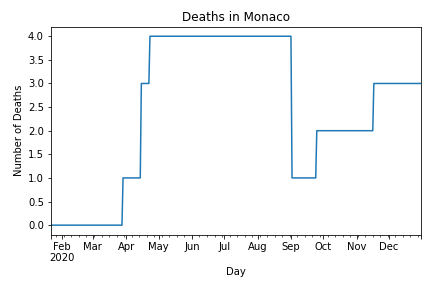 Deaths in Monaco
Number of Deaths
4.0
3.5
3.0
2.5
2.0
1.5
1.0
0.5
0.0
Feb Mar Apr May Jun Jul Aug Sep Oct Nov Dec
2020
Day